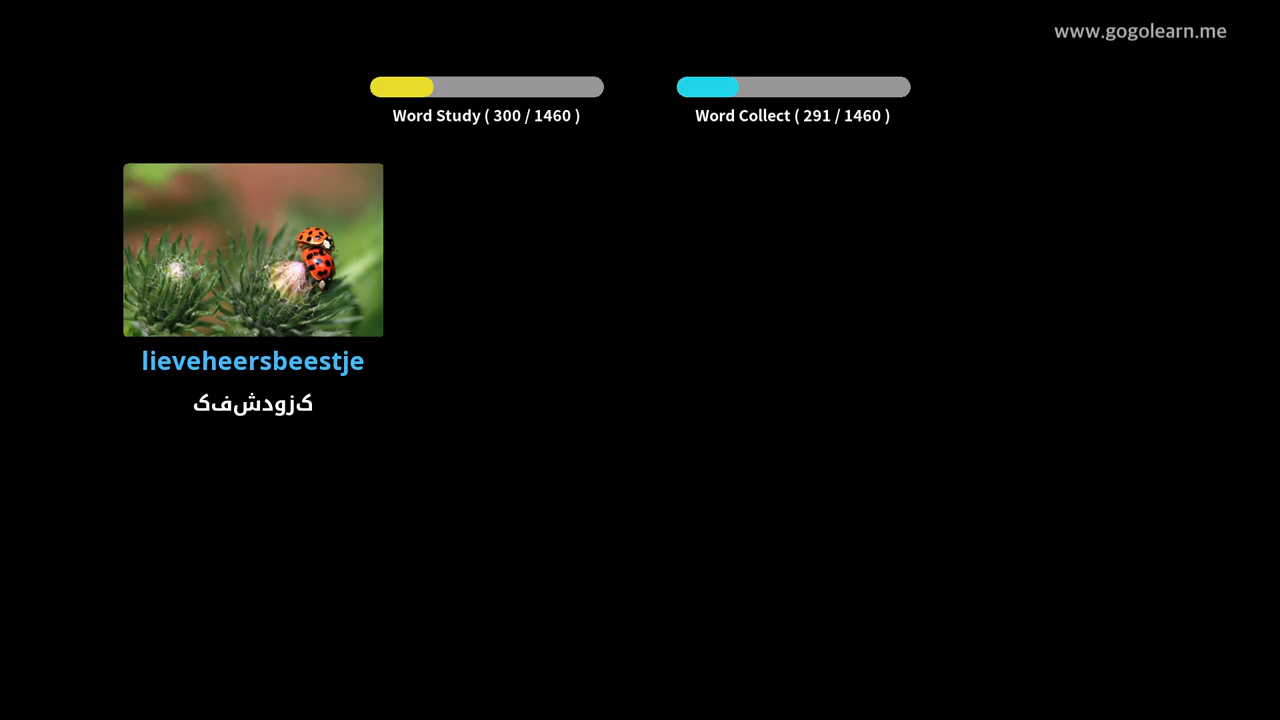 www.gogolearn.me
Word Study ( 300 / 1460 )
Word Collect ( 291 / 1460 )
lieveheersbeestje
کزودشفک